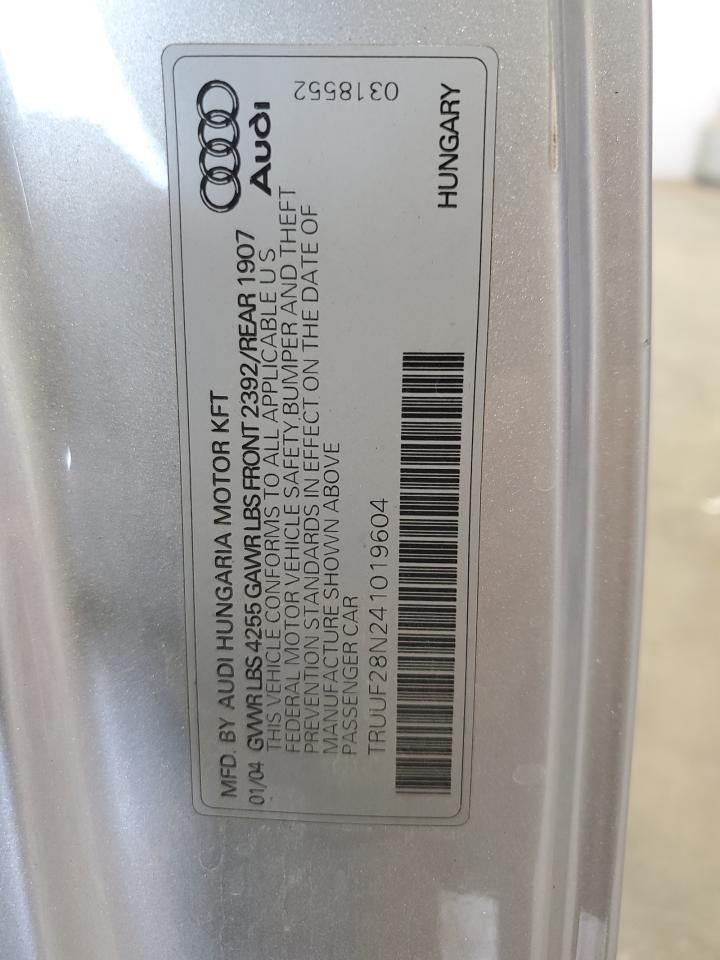 MFD. BY AUDI HUNGARIA MOTOR KFT
01/04 GVWR LBS 4255 GAWR LBS FRONT 2392/REAR 1907
THIS VEHICLE CONFORMS TO ALL APPLICABLE U S
FEDERAL MOTOR VEHICLE SAFETY, BUMPER AND THEFT
PREVENTION STANDARDS IN EFFECT ON THE DATE OF
MANUFACTURE SHOWN ABOVE
PASSENGER CAR
TRUUF28N241019604
Audi
0318552
HUNGARY